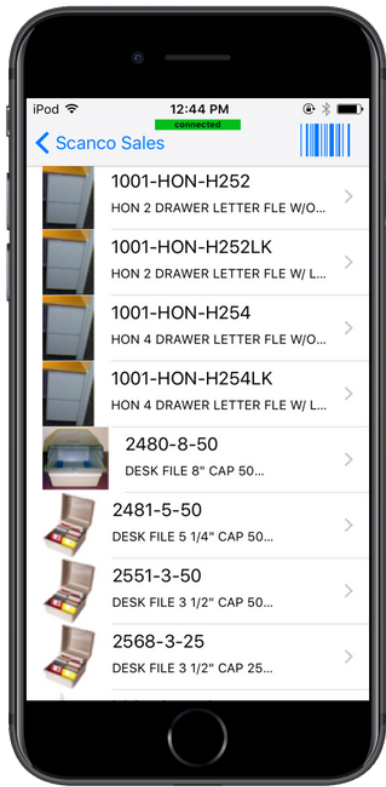 iPod 12:44 PM
connected
Scanco Sales
1001-HON-H252
HON 2 DRAWER LETTER FLE W/O...
1001-HON-H252LK
HON 2 DRAWER LETTER FLE W/ L...
1001-HON-H254
HON 4 DRAWER LETTER FLE W/O...
1001-HON-H254LK
HON 4 DRAWER LETTER FLE W/ L...
2480-8-50
DESK FILE 8" CAP 50...
2481-5-50
DESK FILE 5 1/4" CAP 50...
2551-3-50
DESK FILE 3 1/2" CAP 50...
2568-3-25
DESK FILE 3 1/2" CAP 25...